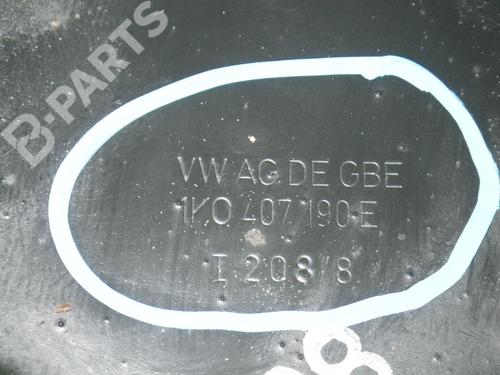 B-PARTS
VW AG DE GBE
1K0 407 190 E
I 208/8